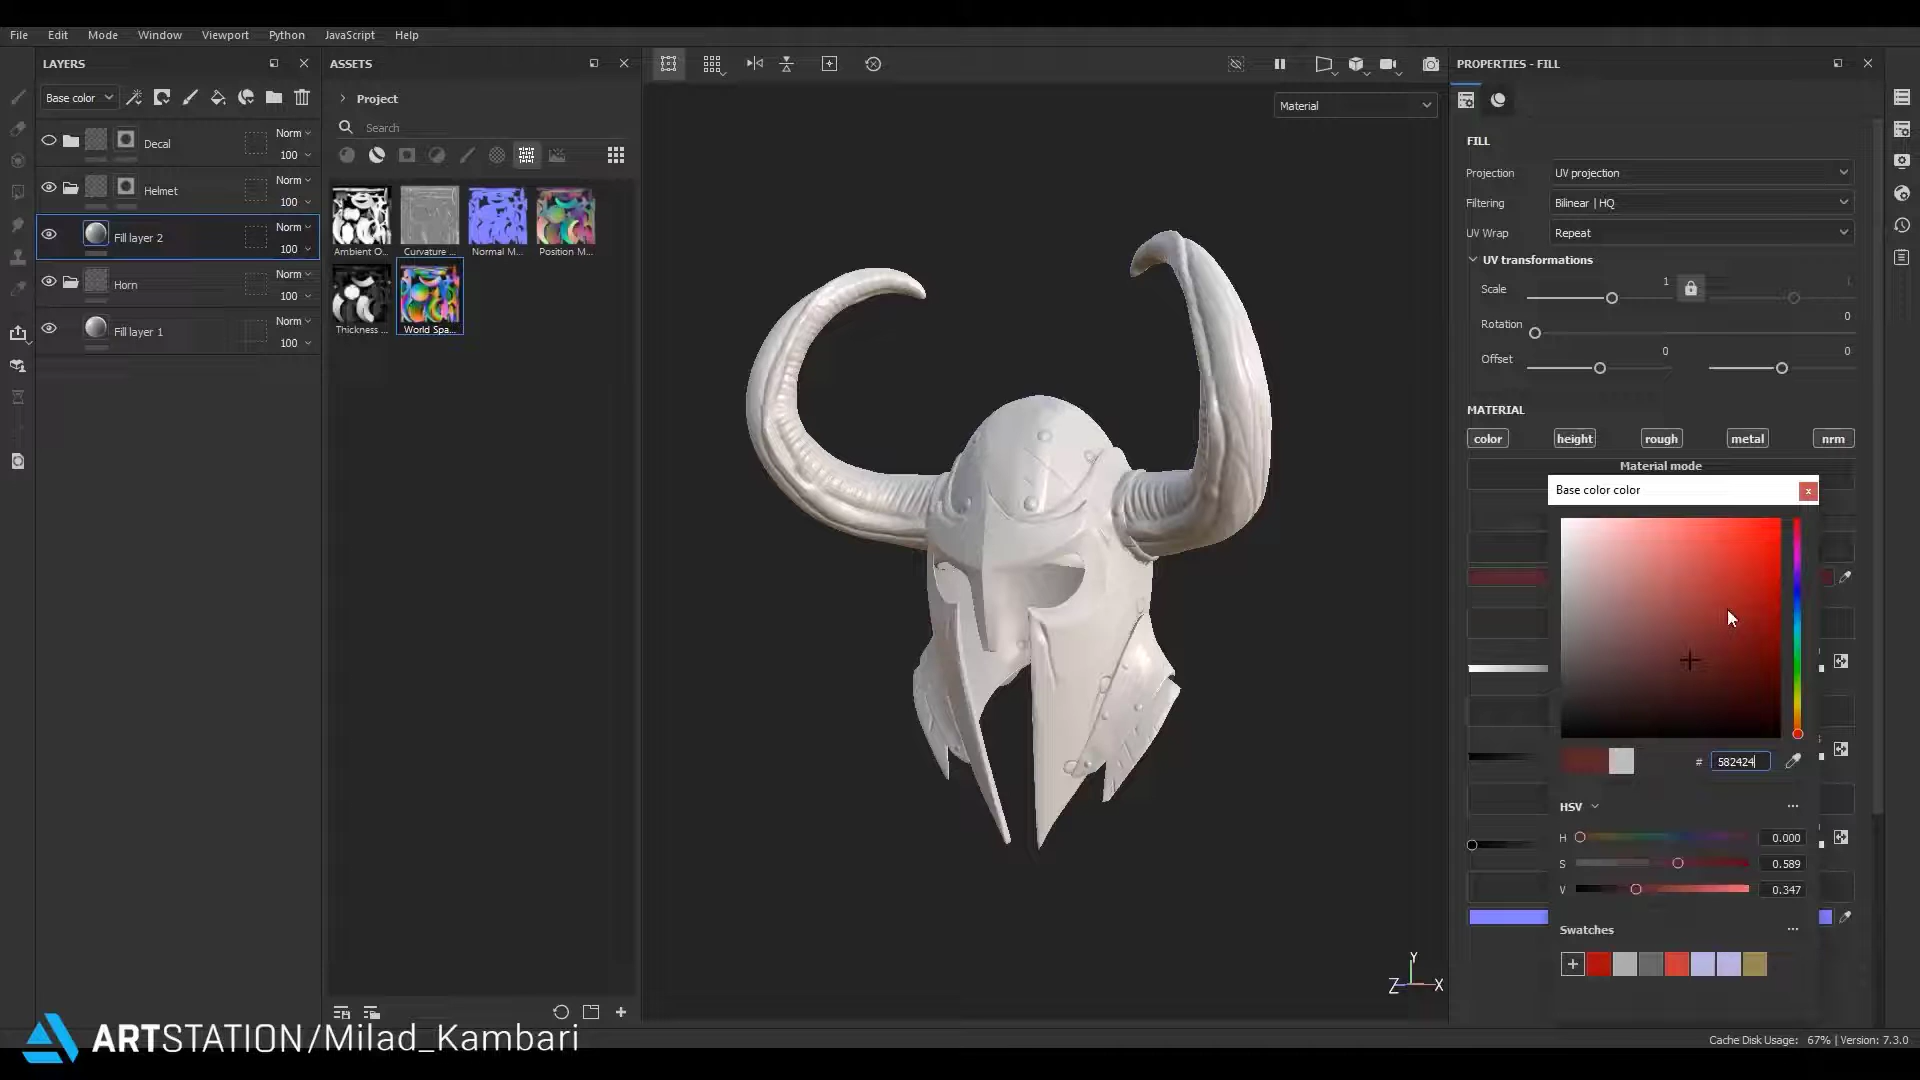 File Edit Mode Window Viewport Python JavaScript Help
LAYERS
Base color
Decal
Norm
100
Helmet
Norm
100
Fill layer 2
Norm
100
Horn
Norm
100
Fill layer 1
Norm
100
ASSETS
Project
Search
Ambient O...
Curvature ...
Normal M...
Position M...
Thickness ...
World Spa...
Material
Y
Z
X
PROPERTIES - FILL
FILL
Projection UV projection
Filtering Bilinear | HQ
UV Wrap Repeat
UV transformations
Scale 1 1
Rotation 0
Offset 0 0
MATERIAL
color height rough metal nrm
Material mode
Base color color
x
# 582424
HSV
H 0.000
S 0.589
V 0.347
Swatches
ARTSTATION/Milad_Kambari
Cache Disk Usage: 67% | Version: 7.3.0